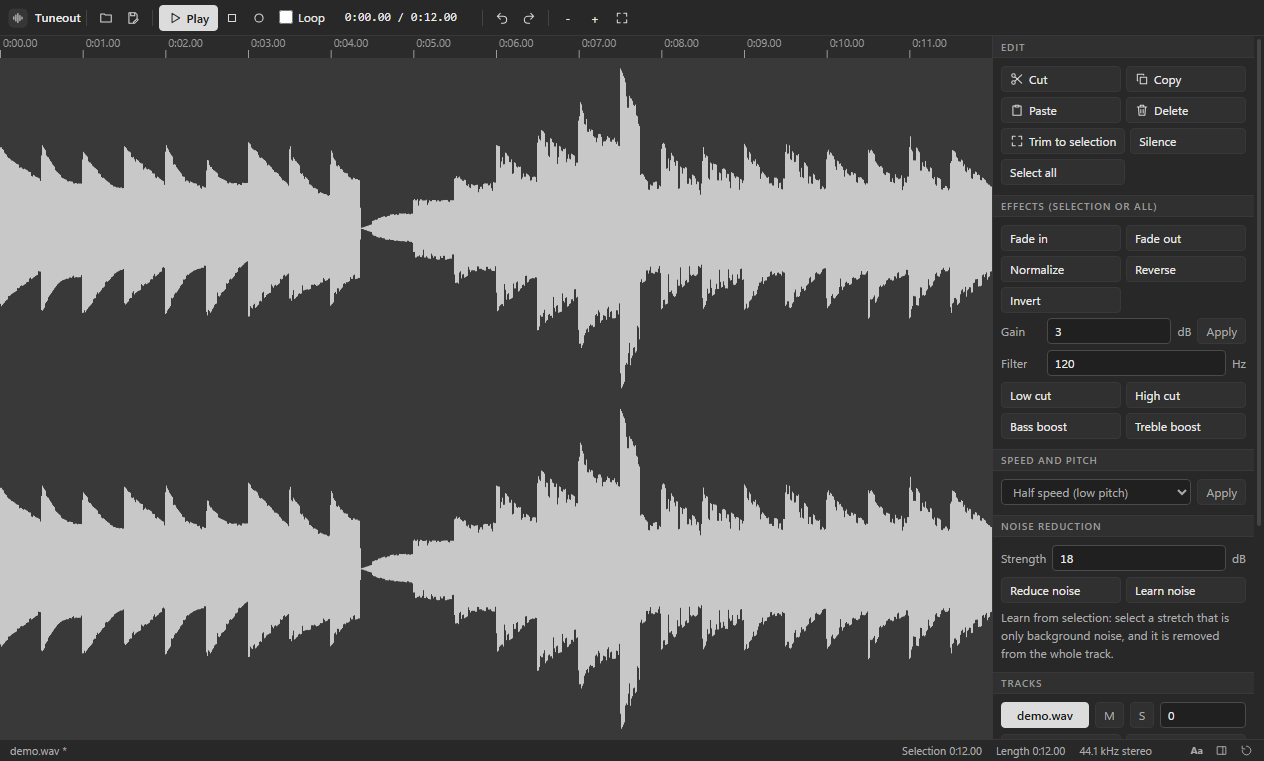 Tuneout
Play
Loop
0:00.00 / 0:12.00
-
+
0:00.00
0:01.00
0:02.00
0:03.00
0:04.00
0:05.00
0:06.00
0:07.00
0:08.00
0:09.00
0:10.00
0:11.00
EDIT
Cut
Copy
Paste
Delete
Trim to selection
Silence
Select all
EFFECTS (SELECTION OR ALL)
Fade in
Fade out
Normalize
Reverse
Invert
Gain
3
dB
Apply
Filter
120
Hz
Low cut
High cut
Bass boost
Treble boost
SPEED AND PITCH
Half speed (low pitch)
Apply
NOISE REDUCTION
Strength
18
dB
Reduce noise
Learn noise
Learn from selection: select a stretch that is
only background noise, and it is removed
from the whole track.
TRACKS
demo.wav
M
S
0
demo.wav *
Selection 0:12.00
Length 0:12.00
44.1 kHz stereo
Aa